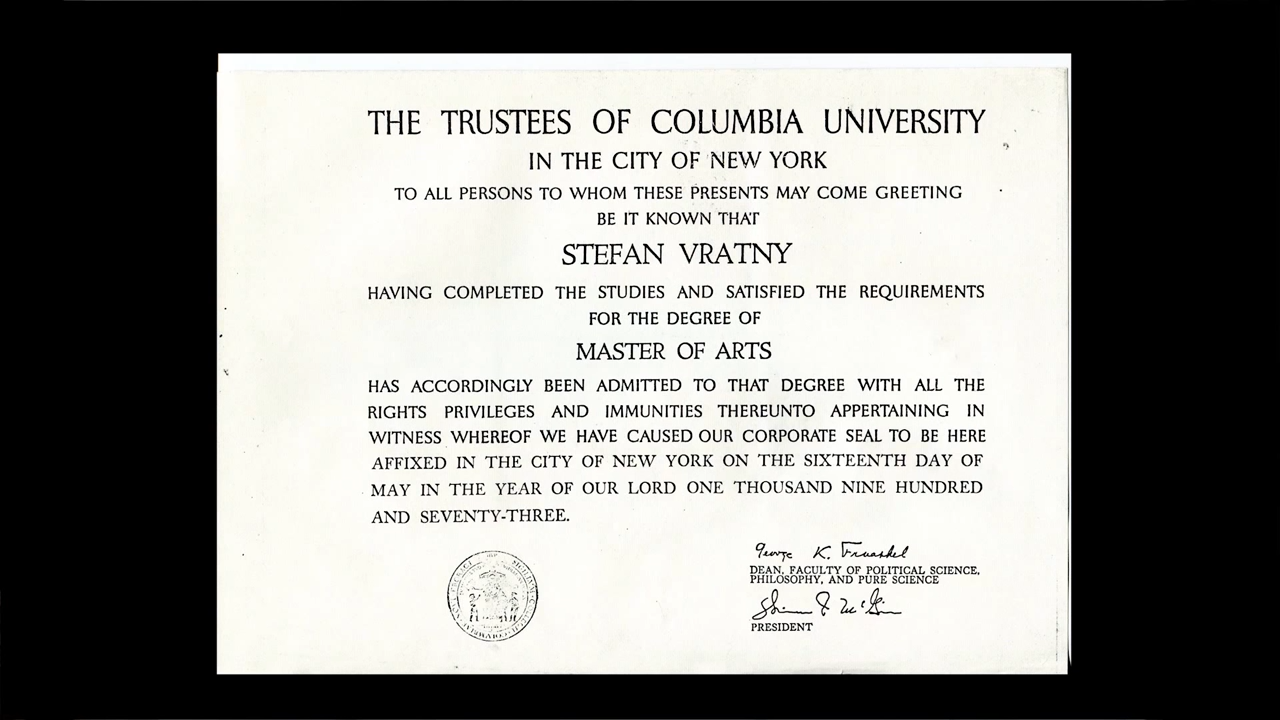 THE TRUSTEES OF COLUMBIA UNIVERSITY
IN THE CITY OF NEW YORK
TO ALL PERSONS TO WHOM THESE PRESENTS MAY COME GREETING
BE IT KNOWN THAT
STEFAN VRATNY
HAVING COMPLETED THE STUDIES AND SATISFIED THE REQUIREMENTS
FOR THE DEGREE OF
MASTER OF ARTS
HAS ACCORDINGLY BEEN ADMITTED TO THAT DEGREE WITH ALL THE
RIGHTS PRIVILEGES AND IMMUNITIES THEREUNTO APPERTAINING IN
WITNESS WHEREOF WE HAVE CAUSED OUR CORPORATE SEAL TO BE HERE
AFFIXED IN THE CITY OF NEW YORK ON THE SIXTEENTH DAY OF
MAY IN THE YEAR OF OUR LORD ONE THOUSAND NINE HUNDRED
AND SEVENTY-THREE.
George K. Fraenkel
DEAN, FACULTY OF POLITICAL SCIENCE,
PHILOSOPHY, AND PURE SCIENCE
PRESIDENT